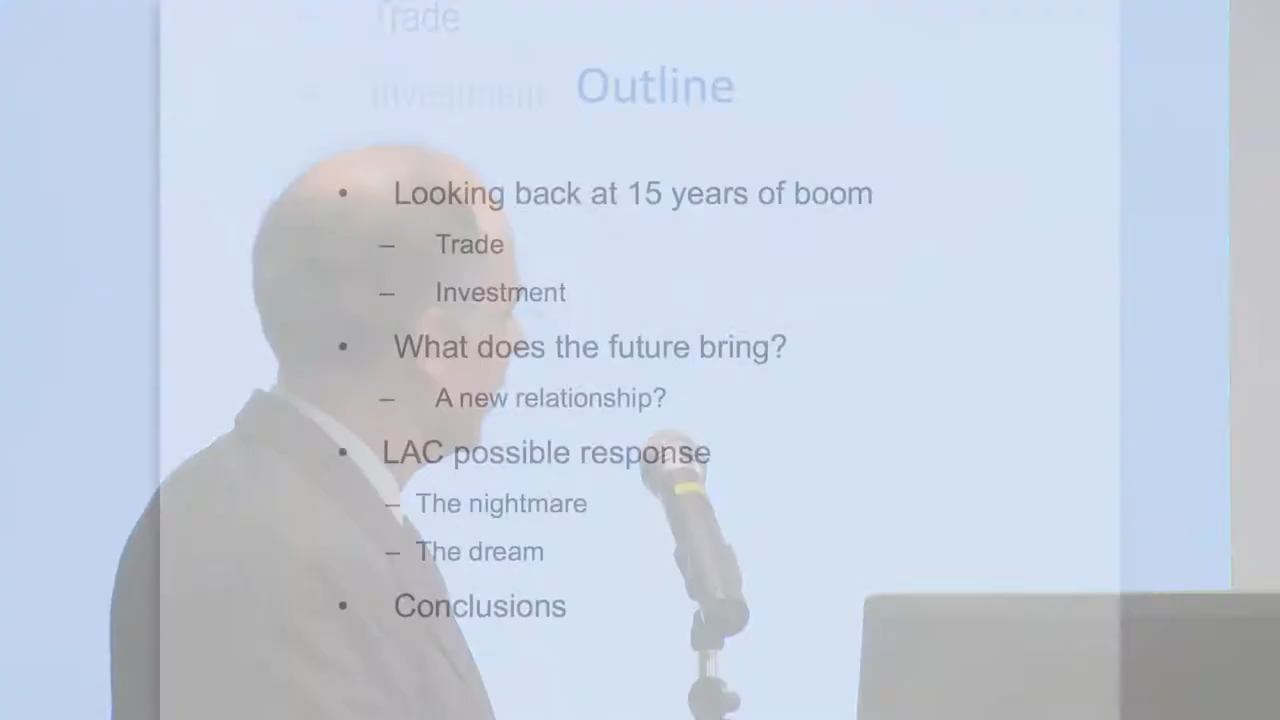 Trade
Investment
Outline
• Looking back at 15 years of boom
– Trade
– Investment
• What does the future bring?
– A new relationship?
• LAC possible response
– The nightmare
– The dream
• Conclusions